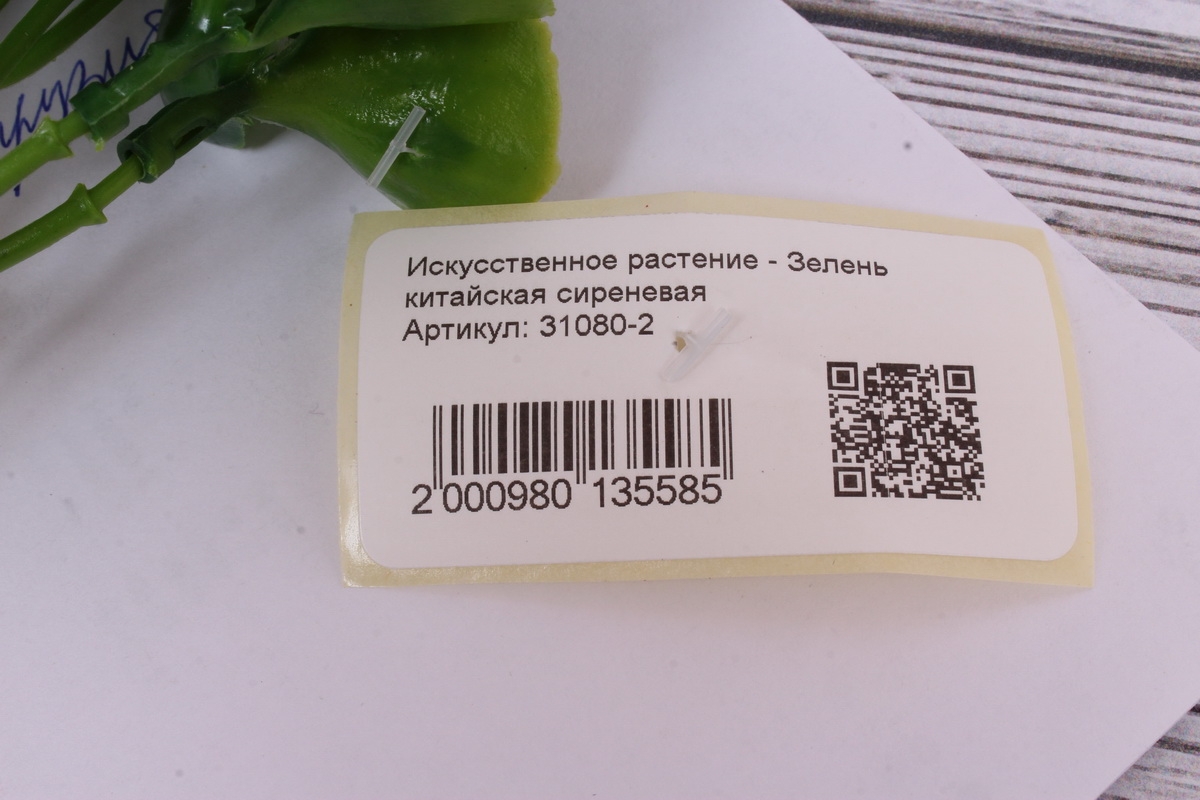 Искусственное растение - Зелень
китайская сиреневая
Артикул: 31080-2
2 000980 135585